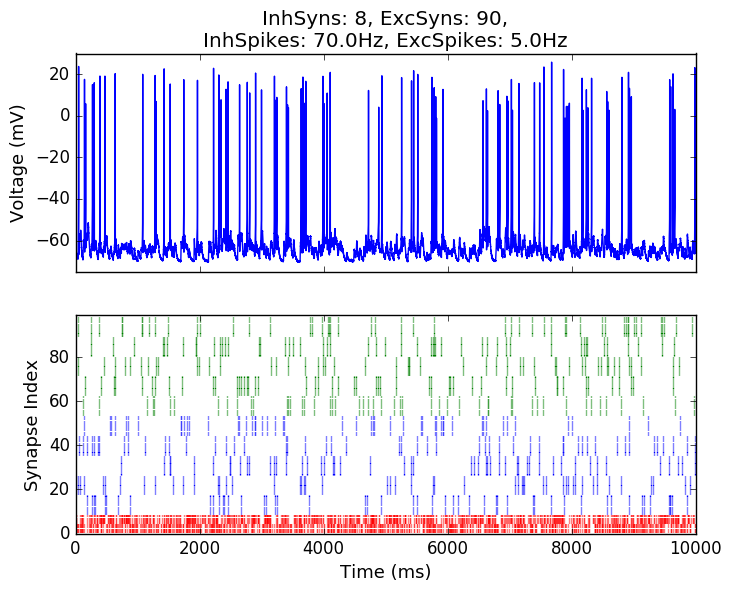 InhSyns: 8, ExcSyns: 90,
InhSpikes: 70.0Hz, ExcSpikes: 5.0Hz
Voltage (mV)
20
0
−20
−40
−60
Synapse Index
80
60
40
20
0
0 2000 4000 6000 8000 10000
Time (ms)